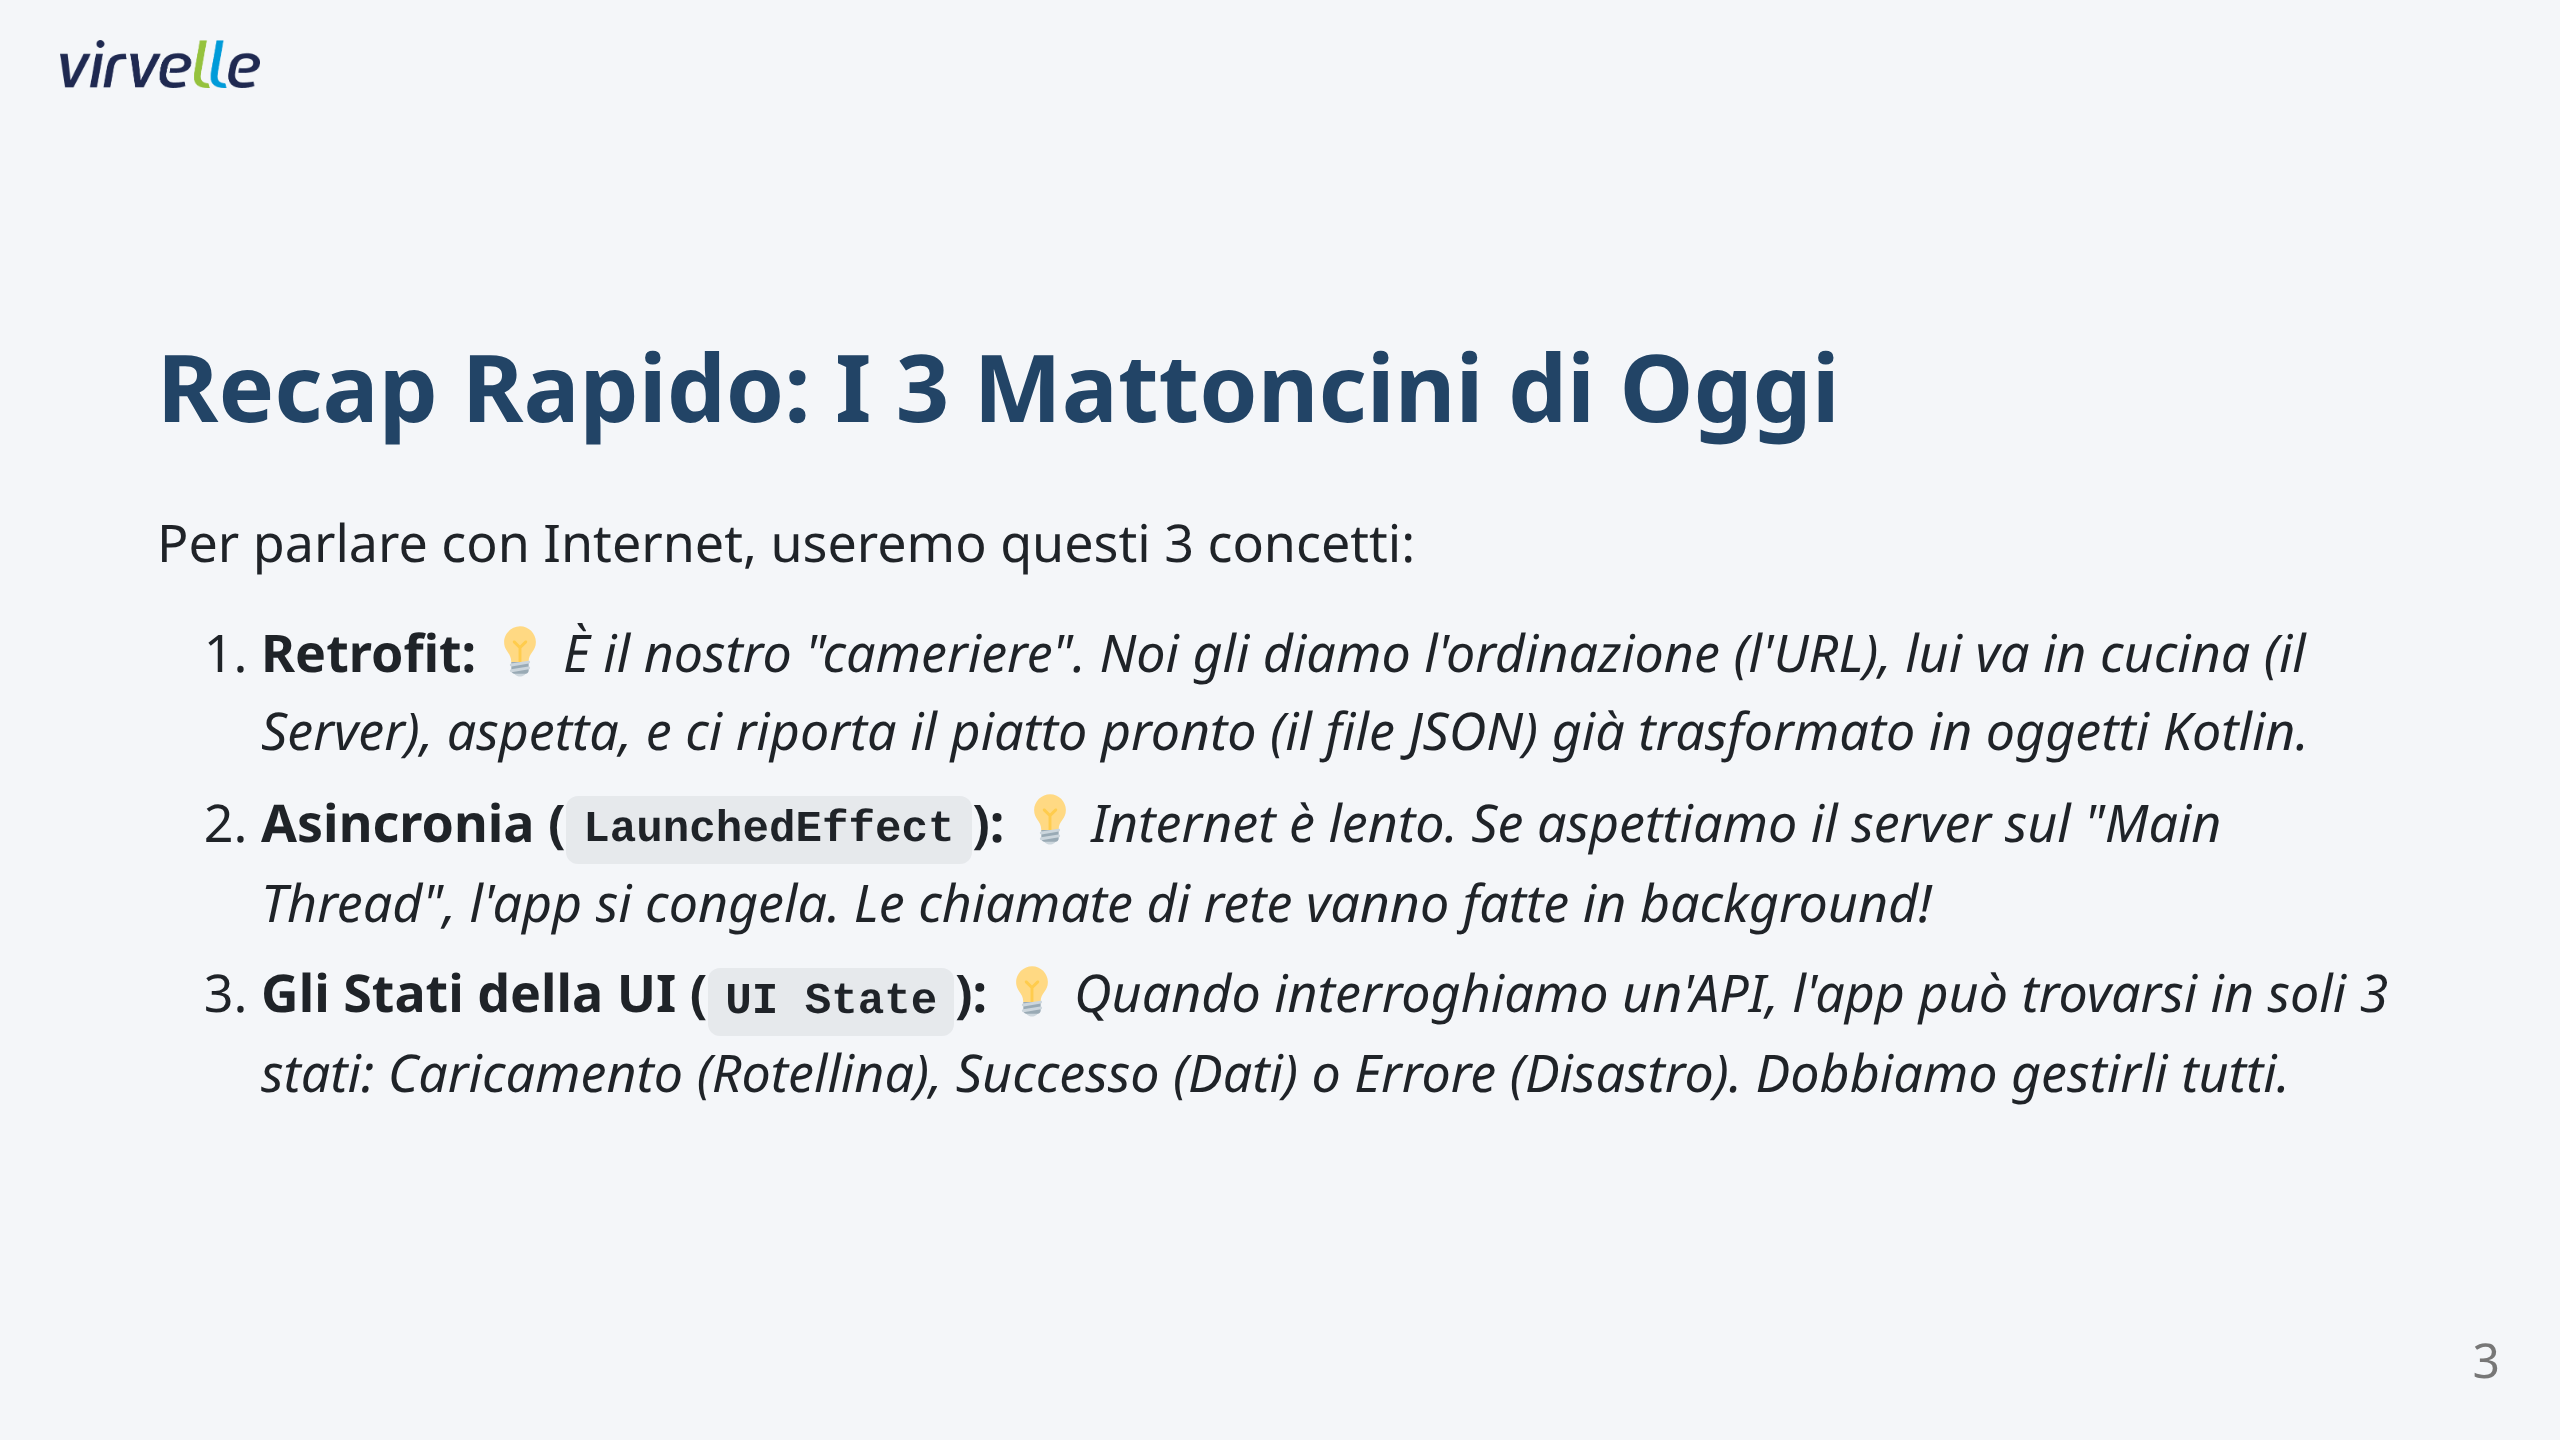 virvelle
Recap Rapido: I 3 Mattoncini di Oggi
Per parlare con Internet, useremo questi 3 concetti:
1. Retrofit: 💡 È il nostro "cameriere". Noi gli diamo l'ordinazione (l'URL), lui va in cucina (il
Server), aspetta, e ci riporta il piatto pronto (il file JSON) già trasformato in oggetti Kotlin.
2. Asincronia (LaunchedEffect): 💡 Internet è lento. Se aspettiamo il server sul "Main
Thread", l'app si congela. Le chiamate di rete vanno fatte in background!
3. Gli Stati della UI (UI State): 💡 Quando interroghiamo un'API, l'app può trovarsi in soli 3
stati: Caricamento (Rotellina), Successo (Dati) o Errore (Disastro). Dobbiamo gestirli tutti.
3